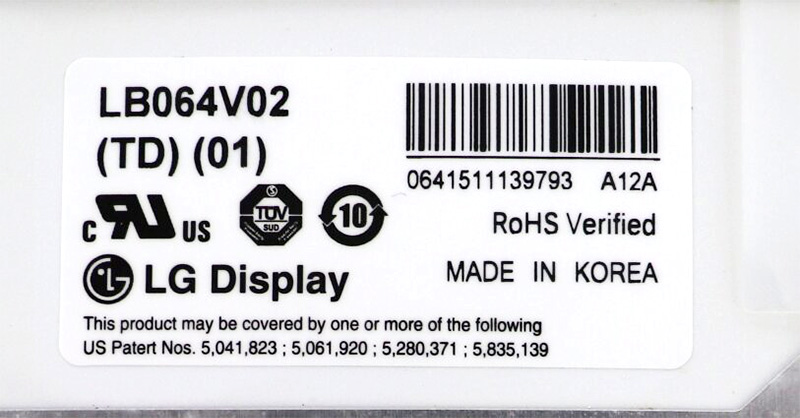 LB064V02
(TD) (01)
0641511139793 A12A
c RU US
TÜV
SUD
10
RoHS Verified
LG Display
MADE IN KOREA
This product may be covered by one or more of the following
US Patert Nos. 5,041,823 ; 5,061,920 ; 5,280,371 ; 5,835,139